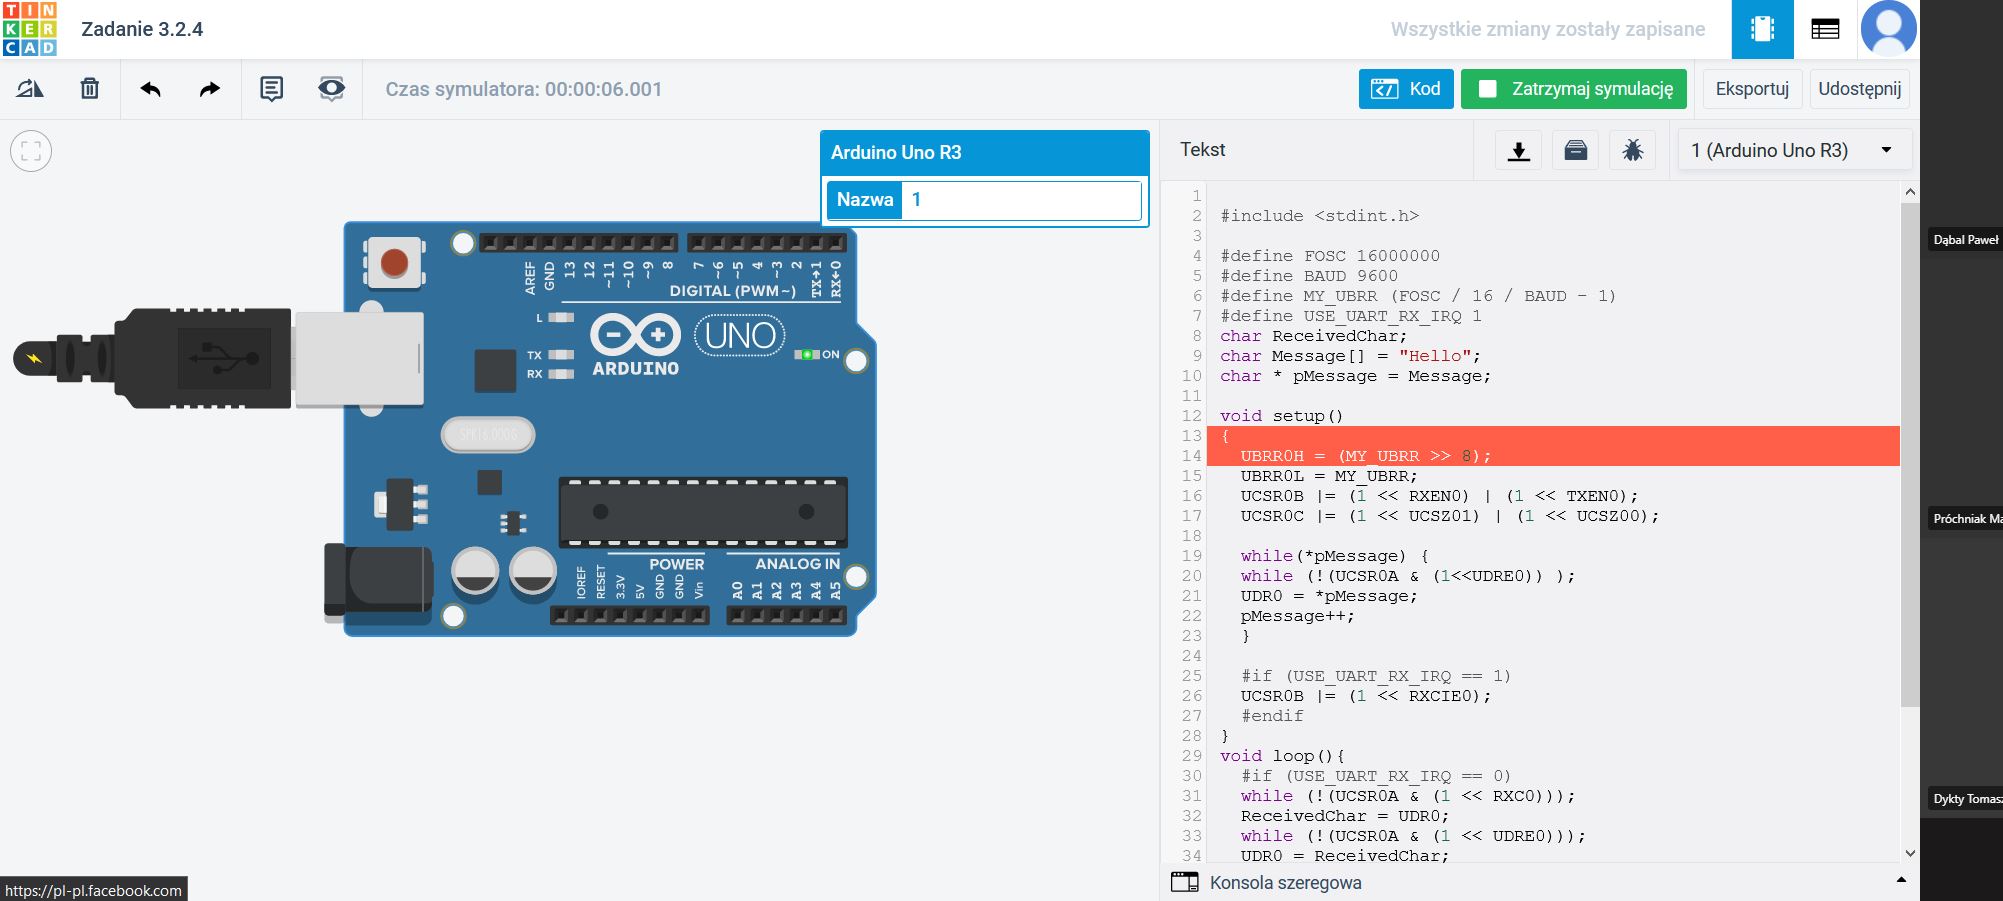 TIN
KER
CAD
Zadanie 3.2.4
Wszystkie zmiany zostały zapisane
Czas symulatora: 00:00:06.001
Kod
Zatrzymaj symulację
Eksportuj
Udostępnij
Arduino Uno R3
Nazwa 1
Tekst
1 (Arduino Uno R3)
AREF
GND
13
12
~11
~10
~9
8
7
~6
~5
4
~3
2
TX→1
RX←0
DIGITAL (PWM~)
L
TX
RX
UNO
ARDUINO
ON
SPK16.000G
POWER
ANALOG IN
IOREF
RESET
3.3V
5V
GND
GND
Vin
A0
A1
A2
A3
A4
A5
1
2 #include <stdint.h>
3
4 #define FOSC 16000000
5 #define BAUD 9600
6 #define MY_UBRR (FOSC / 16 / BAUD - 1)
7 #define USE_UART_RX_IRQ 1
8 char ReceivedChar;
9 char Message[] = "Hello";
10 char * pMessage = Message;
11
12 void setup()
13 {
14 UBRR0H = (MY_UBRR >> 8);
15 UBRR0L = MY_UBRR;
16 UCSR0B |= (1 << RXEN0) | (1 << TXEN0);
17 UCSR0C |= (1 << UCSZ01) | (1 << UCSZ00);
18
19 while(*pMessage) {
20 while (!(UCSR0A & (1<<UDRE0)) );
21 UDR0 = *pMessage;
22 pMessage++;
23 }
24
25 #if (USE_UART_RX_IRQ == 1)
26 UCSR0B |= (1 << RXCIE0);
27 #endif
28 }
29 void loop(){
30 #if (USE_UART_RX_IRQ == 0)
31 while (!(UCSR0A & (1 << RXC0)));
32 ReceivedChar = UDR0;
33 while (!(UCSR0A & (1 << UDRE0)));
34 UDR0 = ReceivedChar;
Konsola szeregowa
https://pl-pl.facebook.com
Dąbal Paweł
Próchniak Ma
Dykty Tomasz